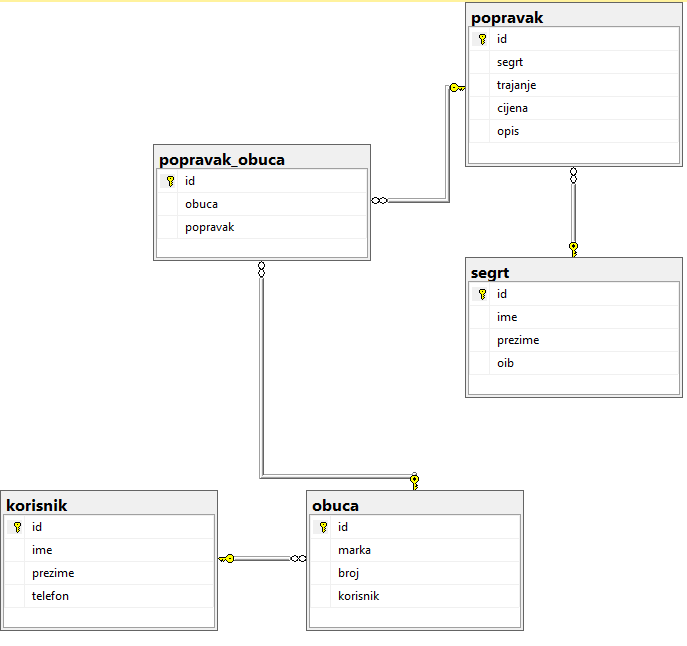 popravak
id
segrt
trajanje
cijena
opis
popravak_obuca
id
obuca
popravak
segrt
id
ime
prezime
oib
korisnik
id
ime
prezime
telefon
obuca
id
marka
broj
korisnik